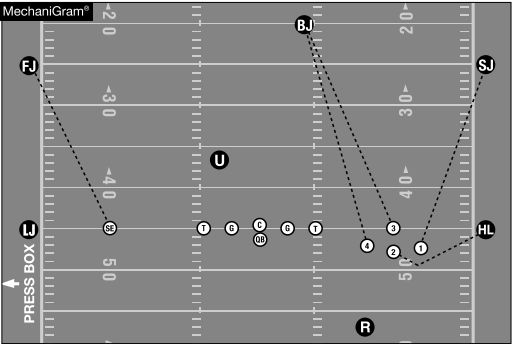 MechaniGram®
◄20
BJ
20►
FJ
SJ
◄30
30►
U
◄40
40►
LJ
SE
T
G
C
QB
G
T
3
4
2
1
HL
50
50
PRESS BOX
R